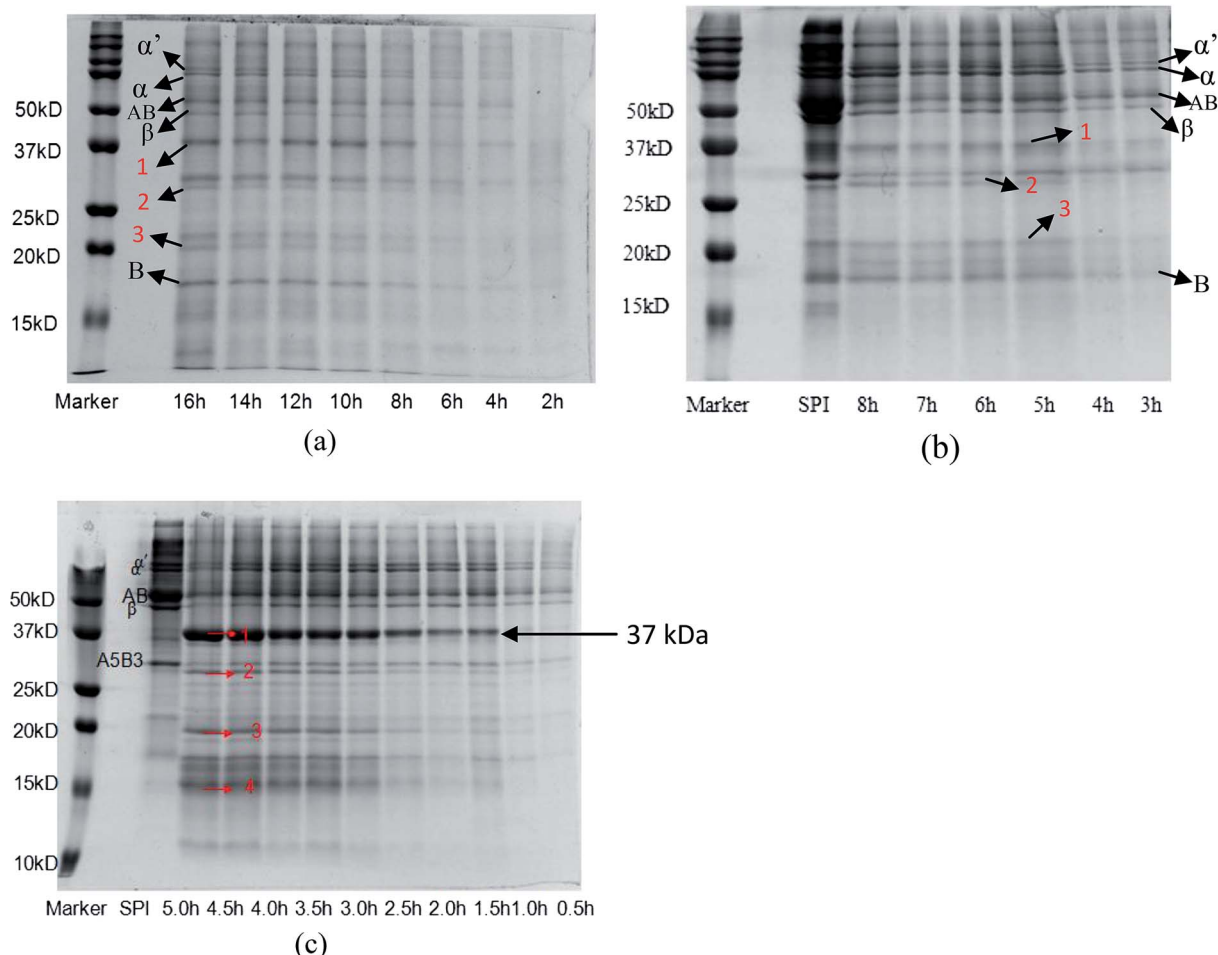 α’
α
AB
β
1
2
3
B
50kD
37kD
25kD
20kD
15kD
Marker 16h 14h 12h 10h 8h 6h 4h 2h
(a)
50kD
37kD
25kD
20kD
15kD
α’
α
AB
β
1
2
3
B
Marker SPI 8h 7h 6h 5h 4h 3h
(b)
α'
α
AB
β
A5B3
50kD
37kD
25kD
20kD
15kD
10kD
1
2
3
4
37 kDa
Marker SPI 5.0h 4.5h 4.0h 3.5h 3.0h 2.5h 2.0h 1.5h 1.0h 0.5h
(c)